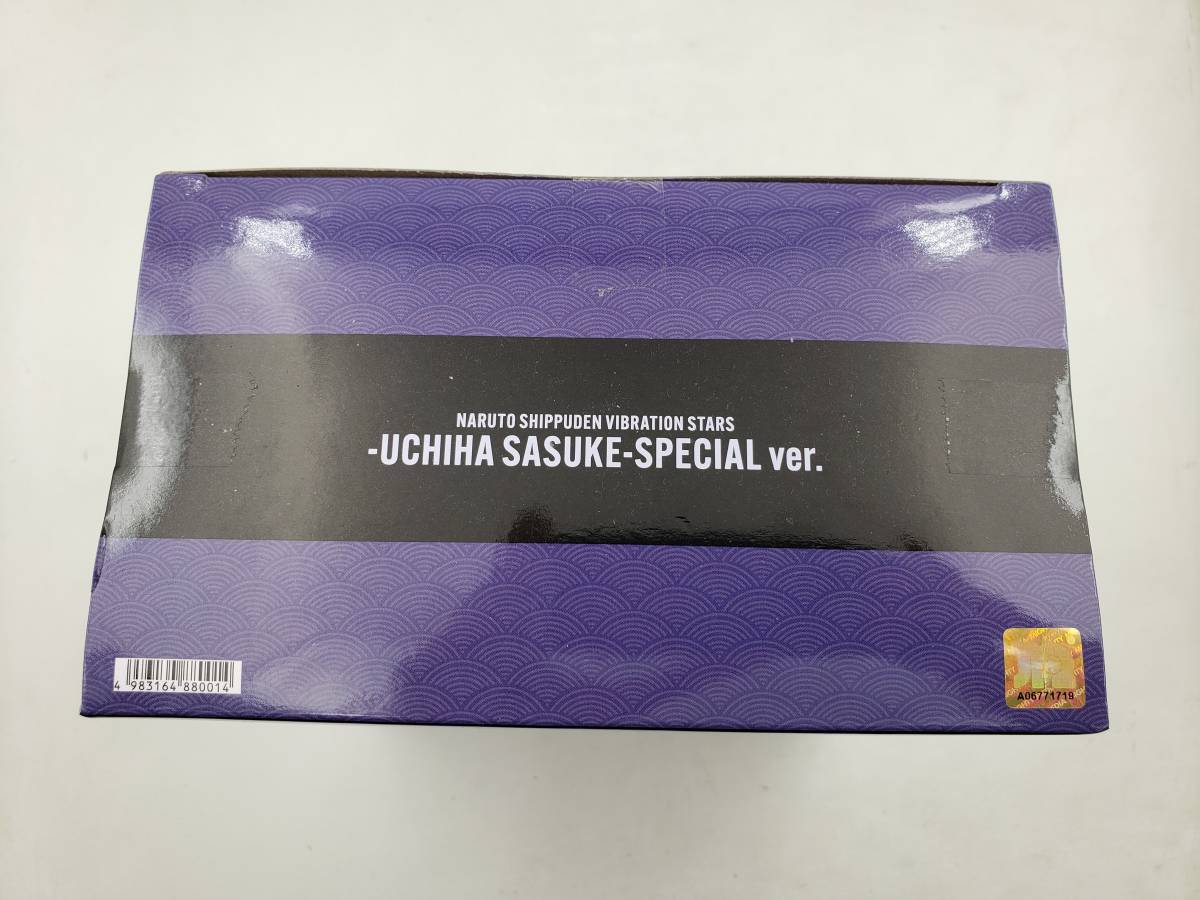 NARUTO SHIPPUDEN VIBRATION STARS
-UCHIHA SASUKE-SPECIAL ver.
4 983164 880014
A06771719